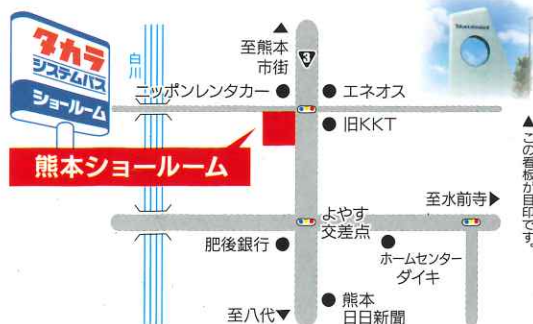 タカラ
システムバス
ショールーム
白川
▲
至熊本
市街
3
ニッポンレンタカー●
●エネオス
●旧KKT
熊本ショールーム
▲この看板が目印です。
至水前寺▶
よやす
交差点
肥後銀行●
●
ホームセンター
ダイキ
至八代▼
●熊本
日日新聞